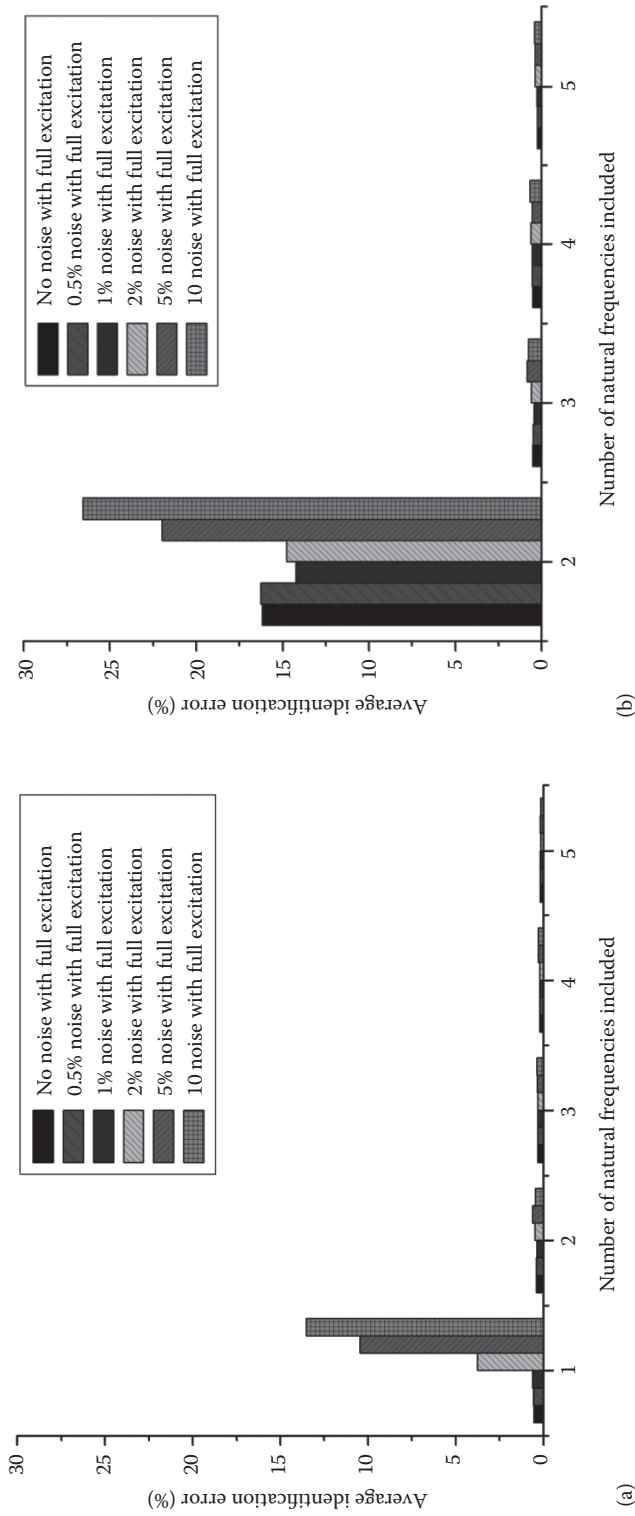 30
25
20
15
10
5
0
Average identification error (%)
No noise with full excitation
0.5% noise with full excitation
1% noise with full excitation
2% noise with full excitation
5% noise with full excitation
10 noise with full excitation
1
2
3
4
5
Number of natural frequencies included
(a)
30
25
20
15
10
5
0
Average identification error (%)
No noise with full excitation
0.5% noise with full excitation
1% noise with full excitation
2% noise with full excitation
5% noise with full excitation
10 noise with full excitation
2
3
4
5
Number of natural frequencies included
(b)